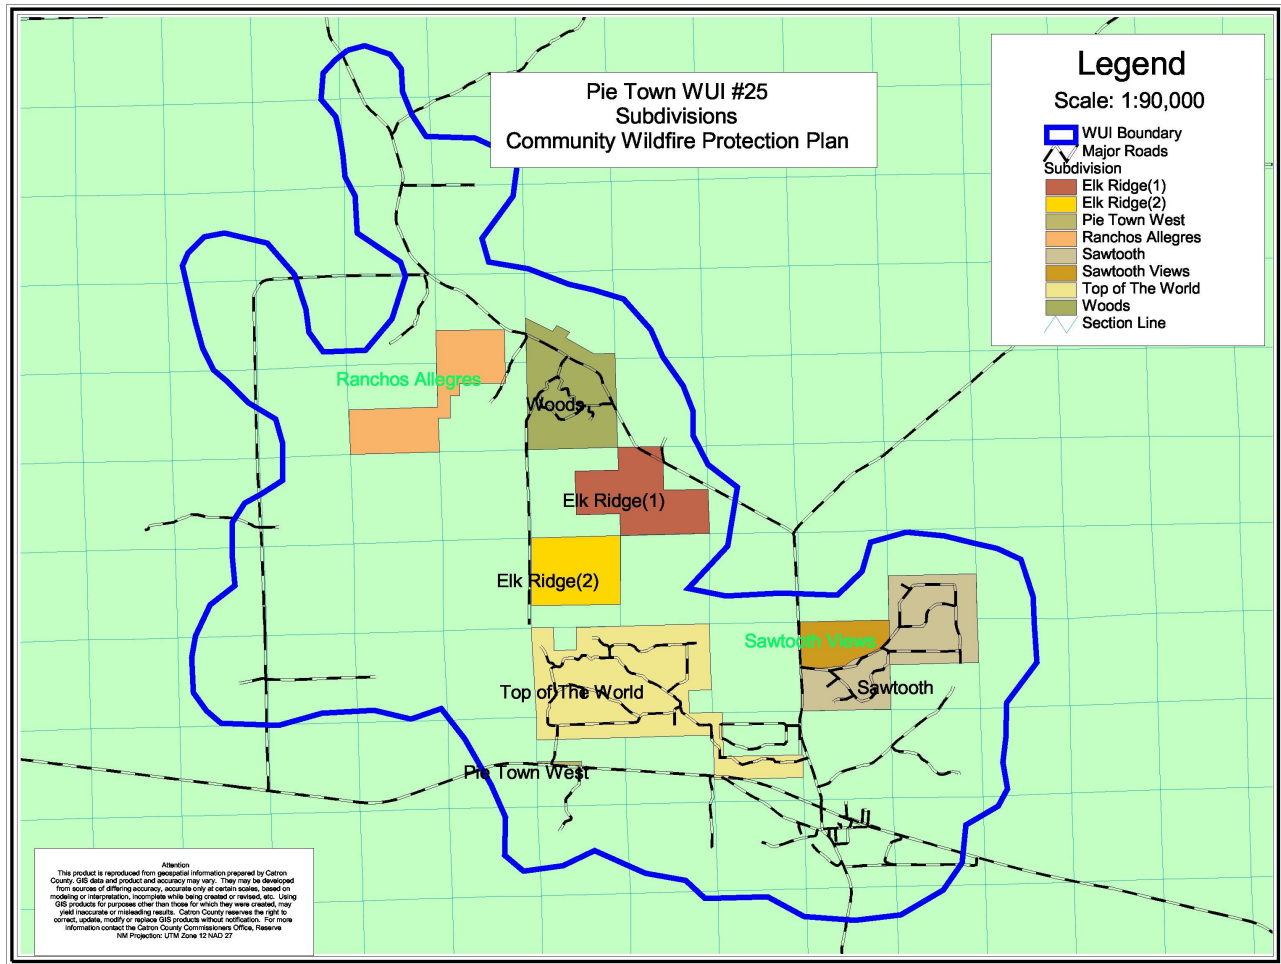 Pie Town WUI #25
Subdivisions
Community Wildfire Protection Plan
Legend
Scale: 1:90,000
WUI Boundary
Major Roads
Subdivision
Elk Ridge(1)
Elk Ridge(2)
Pie Town West
Ranchos Allegres
Sawtooth
Sawtooth Views
Top of The World
Woods
Section Line
Ranchos Allegres
Woods
Elk Ridge(1)
Elk Ridge(2)
Sawtooth Views
Sawtooth
Top of The World
Pie Town West
Attention
This product is reproduced from geospatial information prepared by Catron
County. GIS data and product and accuracy may vary. They may be developed
from sources of differing accuracy, accurate only at certain scales, based on
modeling or interpretation, incomplete while being created or revised, etc. Using
GIS products for purposes other than those for which they were created, may
yield inaccurate or misleading results. Catron County reserves the right to
correct, update, modify or replace GIS products without notification. For more
information contact the Catron County Commissioners Office, Reserve
NM Projection: UTM Zone 12 NAD 27